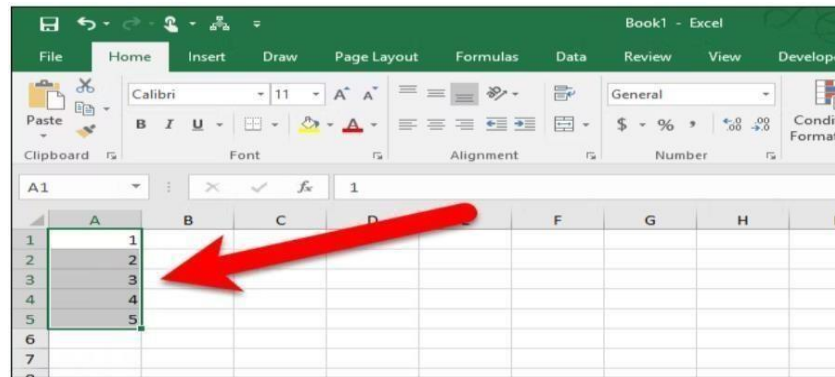 Book1 - Excel
File Home Insert Draw Page Layout Formulas Data Review View Develop
Calibri 11 A A General
Paste B I U A $ % , .00 .00 Condi
Format
Clipboard Font Alignment Number
A1 fx 1
A B C D E F G H
1 1
2 2
3 3
4 4
5 5
6
7